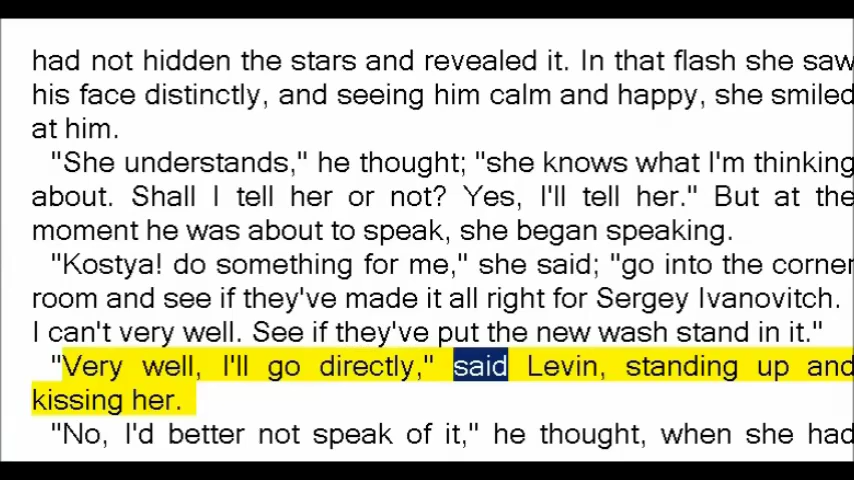 had not hidden the stars and revealed it. In that flash she saw
his face distinctly, and seeing him calm and happy, she smiled
at him.
"She understands," he thought; "she knows what I'm thinking
about. Shall I tell her or not? Yes, I'll tell her." But at the
moment he was about to speak, she began speaking.
"Kostya! do something for me," she said; "go into the corner
room and see if they've made it all right for Sergey Ivanovitch.
I can't very well. See if they've put the new wash stand in it."
"Very well, I'll go directly," said Levin, standing up and
kissing her.
"No, I'd better not speak of it," he thought, when she had